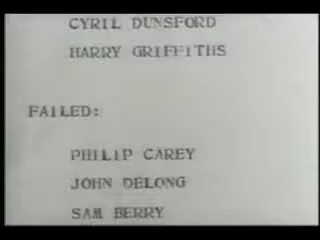 CYRIL DUNSFORD
HARRY GRIFFITHS
FAILED:
PHILIP CAREY
JOHN DELONG
SAM BERRY